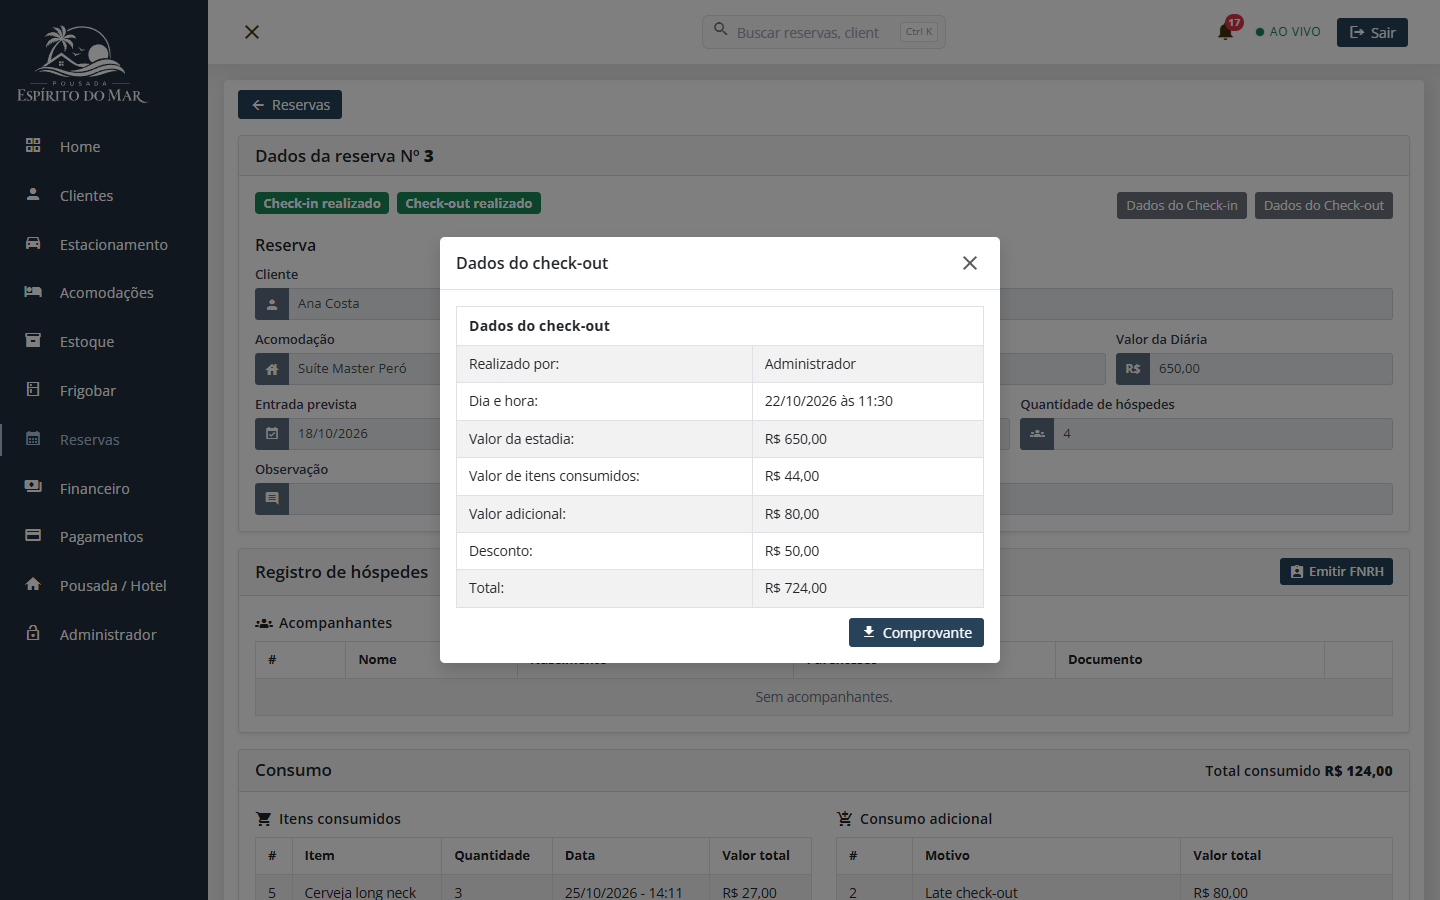 POUSADA
ESPÍRITO DO MAR
Home
Clientes
Estacionamento
Acomodações
Estoque
Frigobar
Reservas
Financeiro
Pagamentos
Pousada / Hotel
Administrador
Buscar reservas, client
Ctrl K
17
AO VIVO
Sair
Reservas
Dados da reserva Nº 3
Check-in realizado
Check-out realizado
Dados do Check-in
Dados do Check-out
Reserva
Cliente
Ana Costa
Acomodação
Suíte Master Peró
Valor da Diária
R$ 650,00
Entrada prevista
18/10/2026
Quantidade de hóspedes
4
Observação
Dados do check-out
Dados do check-out
Realizado por: Administrador
Dia e hora: 22/10/2026 às 11:30
Valor da estadia: R$ 650,00
Valor de itens consumidos: R$ 44,00
Valor adicional: R$ 80,00
Desconto: R$ 50,00
Total: R$ 724,00
Comprovante
Registro de hóspedes
Emitir FNRH
Acompanhantes
# Nome Documento
Sem acompanhantes.
Consumo
Total consumido R$ 124,00
Itens consumidos
# Item Quantidade Data Valor total
5 Cerveja long neck 3 25/10/2026 - 14:11 R$ 27,00
Consumo adicional
# Motivo Valor total
2 Late check-out R$ 80,00